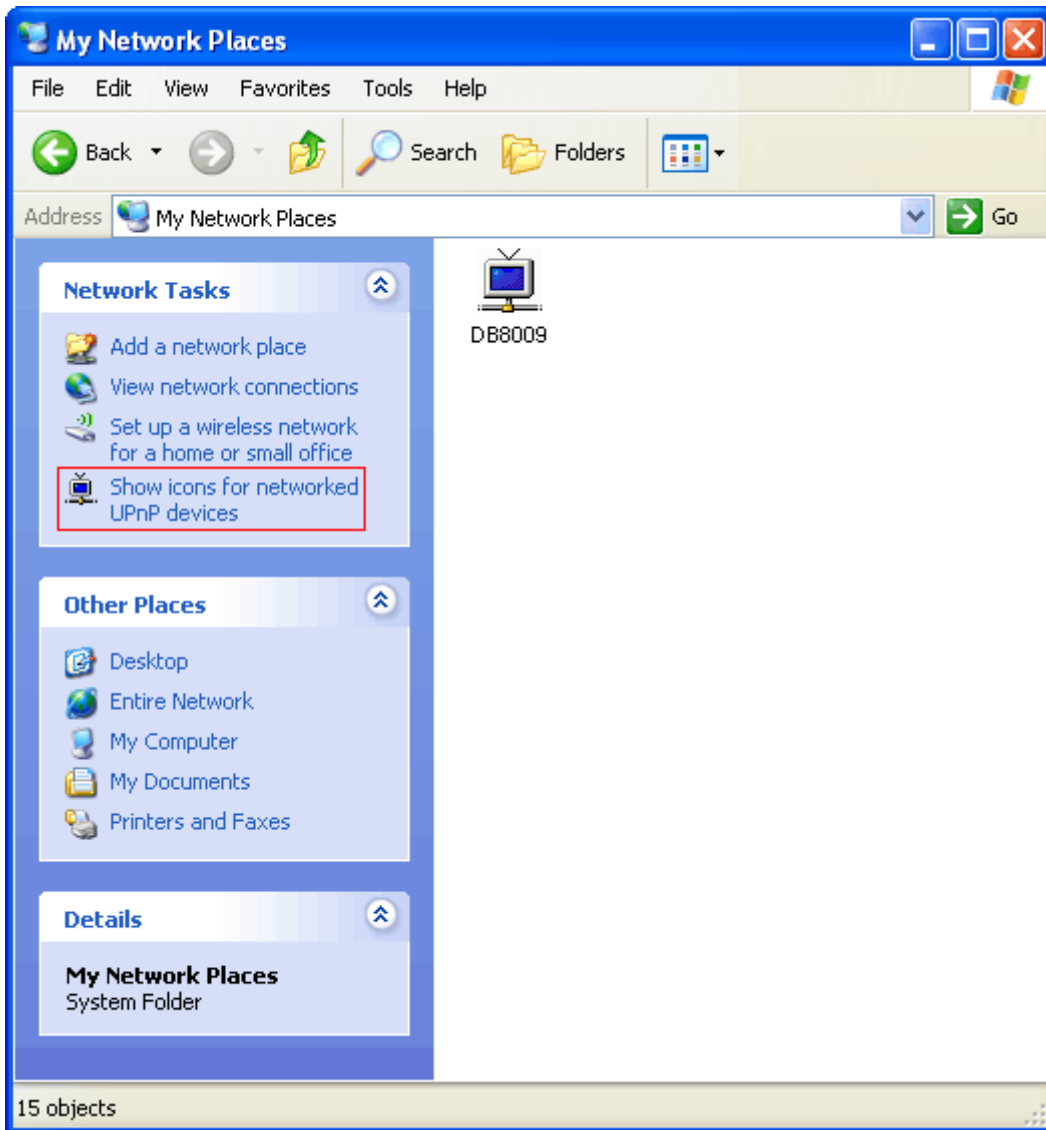 My Network Places
File Edit View Favorites Tools Help
Back Search Folders
Address My Network Places Go
Network Tasks
Add a network place
View network connections
Set up a wireless network
for a home or small office
Show icons for networked
UPnP devices
Other Places
Desktop
Entire Network
My Computer
My Documents
Printers and Faxes
Details
My Network Places
System Folder
DB8009
15 objects